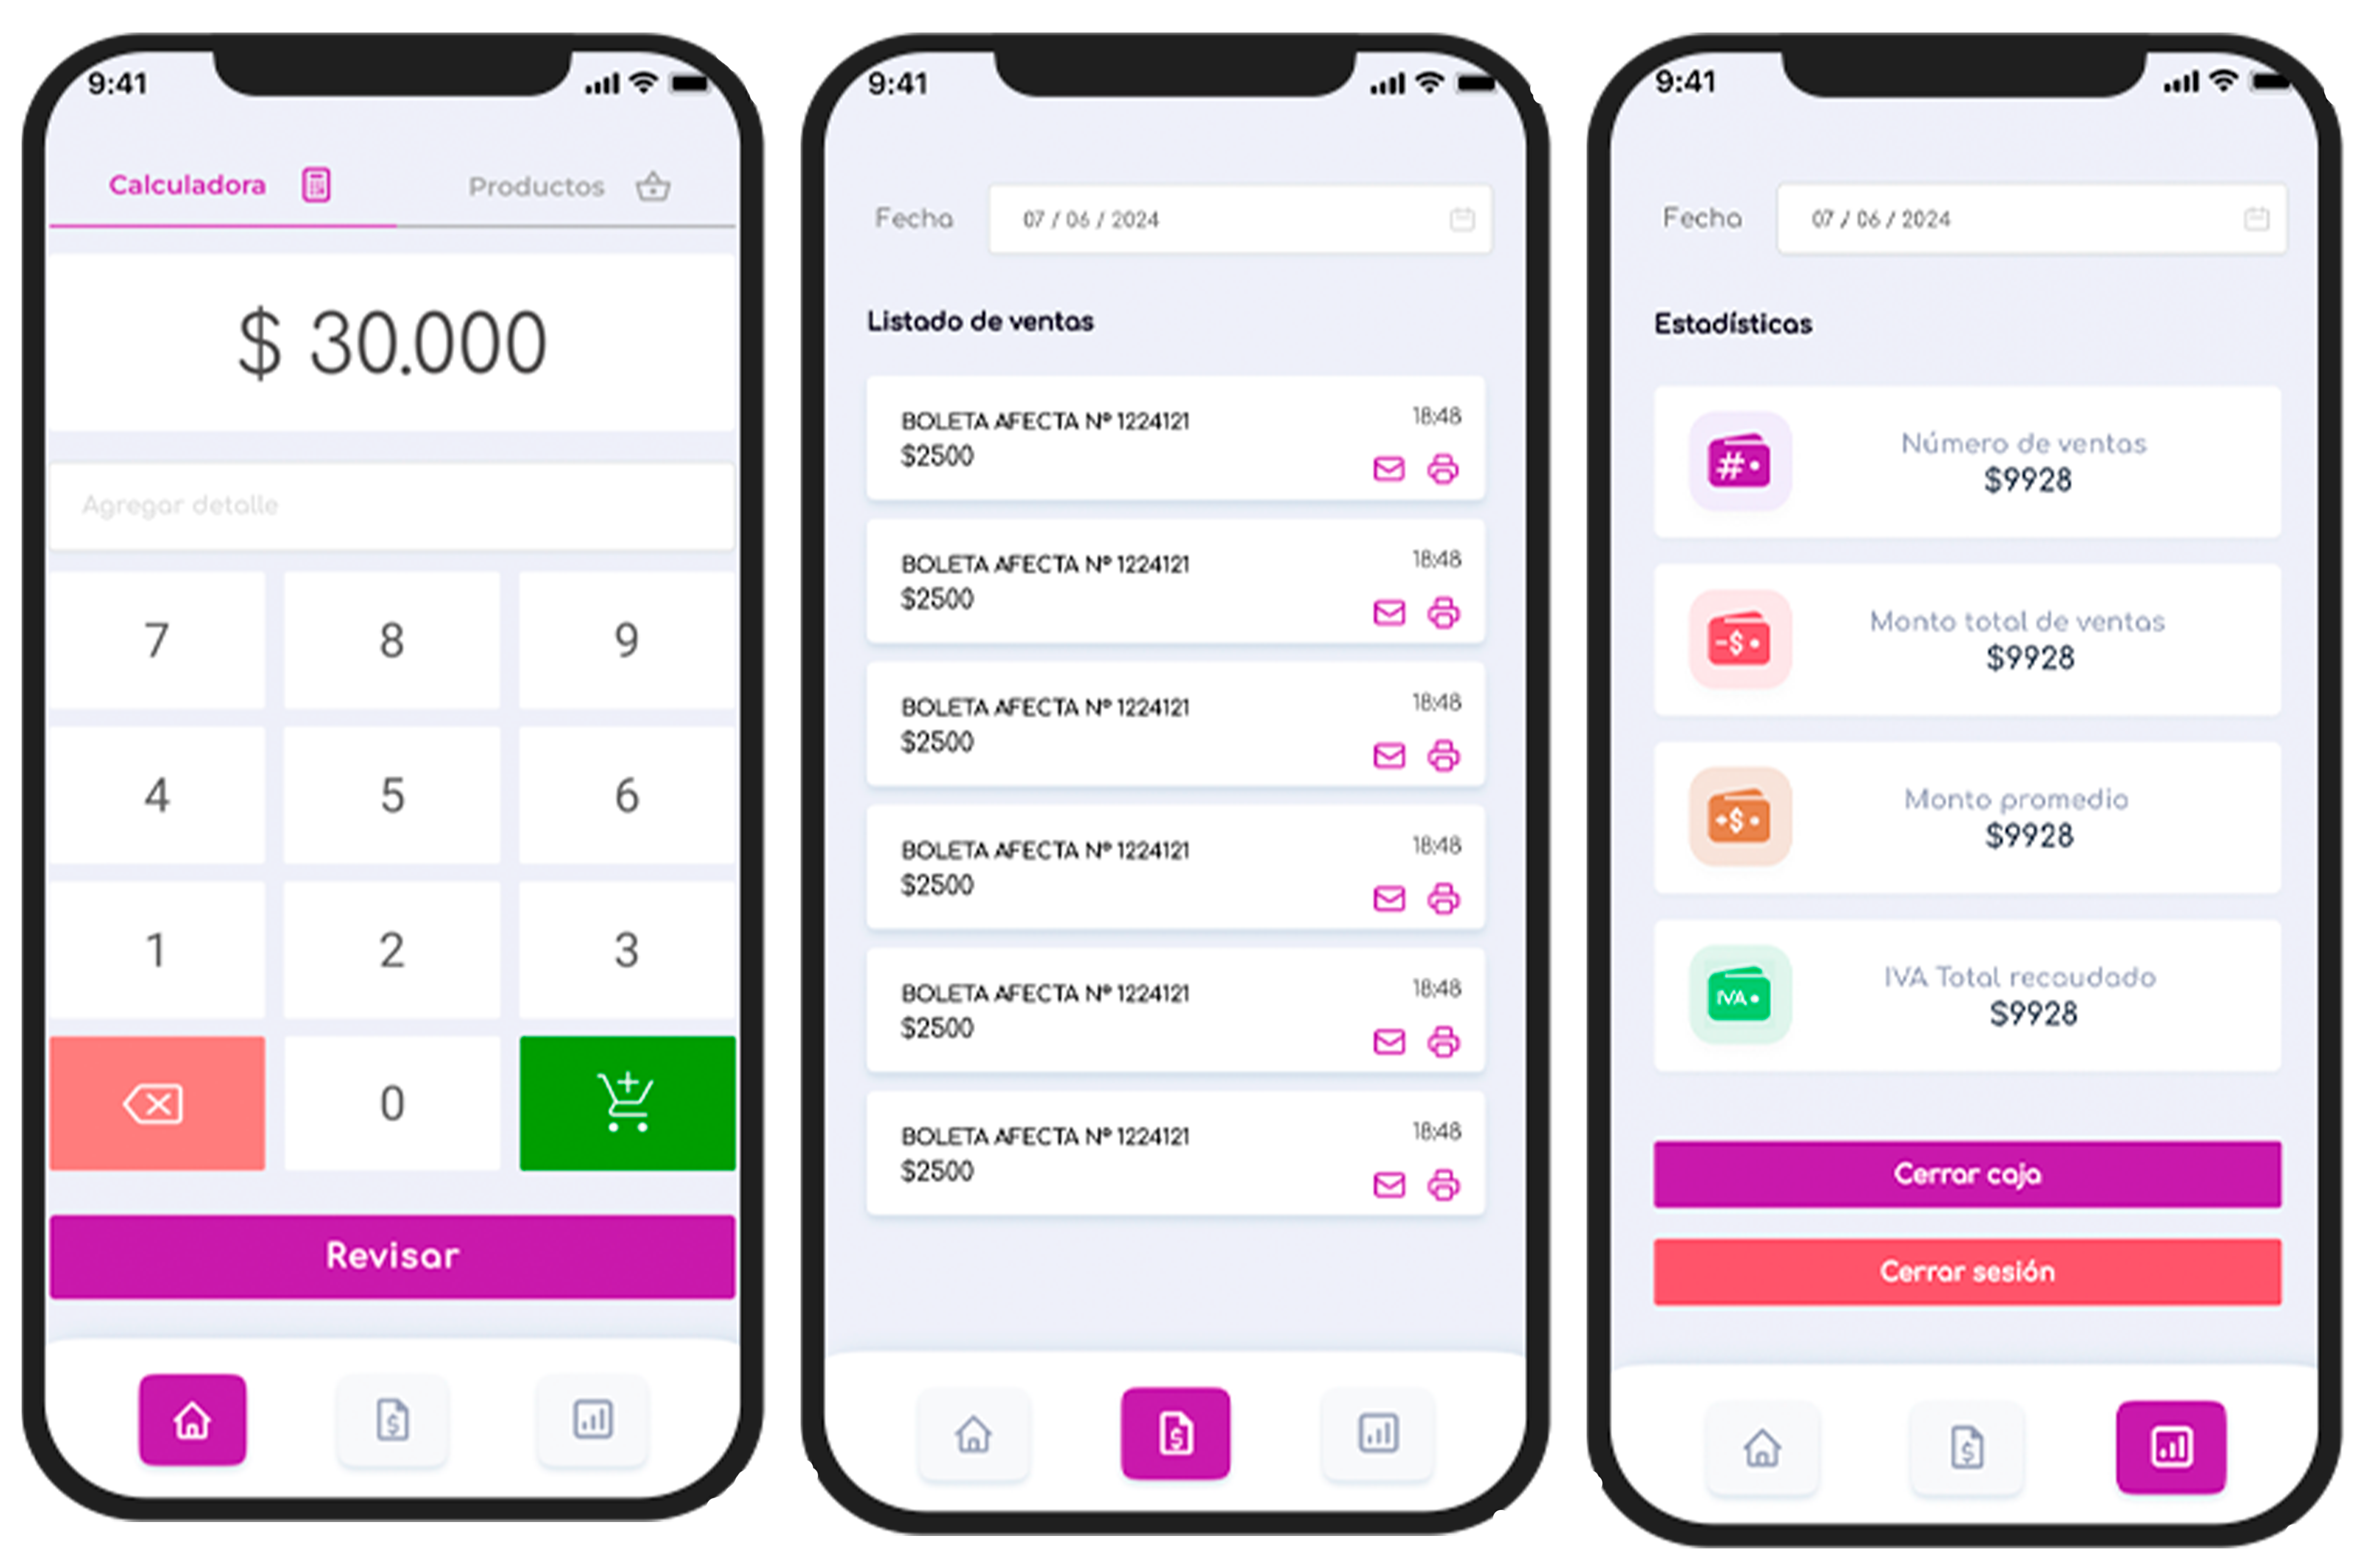 9:41
Calculadora
Productos
$ 30.000
Agregar detalle
7 8 9
4 5 6
1 2 3
0
Revisar
9:41
Fecha
07 / 06 / 2024
Listado de ventas
BOLETA AFECTA Nº 1224121
18:48
$2500
BOLETA AFECTA Nº 1224121
18:48
$2500
BOLETA AFECTA Nº 1224121
18:48
$2500
BOLETA AFECTA Nº 1224121
18:48
$2500
BOLETA AFECTA Nº 1224121
18:48
$2500
BOLETA AFECTA Nº 1224121
18:48
$2500
9:41
Fecha
07 / 06 / 2024
Estadísticas
#
Número de ventas
$9928
-$
Monto total de ventas
$9928
+$
Monto promedio
$9928
IVA
IVA Total recaudado
$9928
Cerrar caja
Cerrar sesión